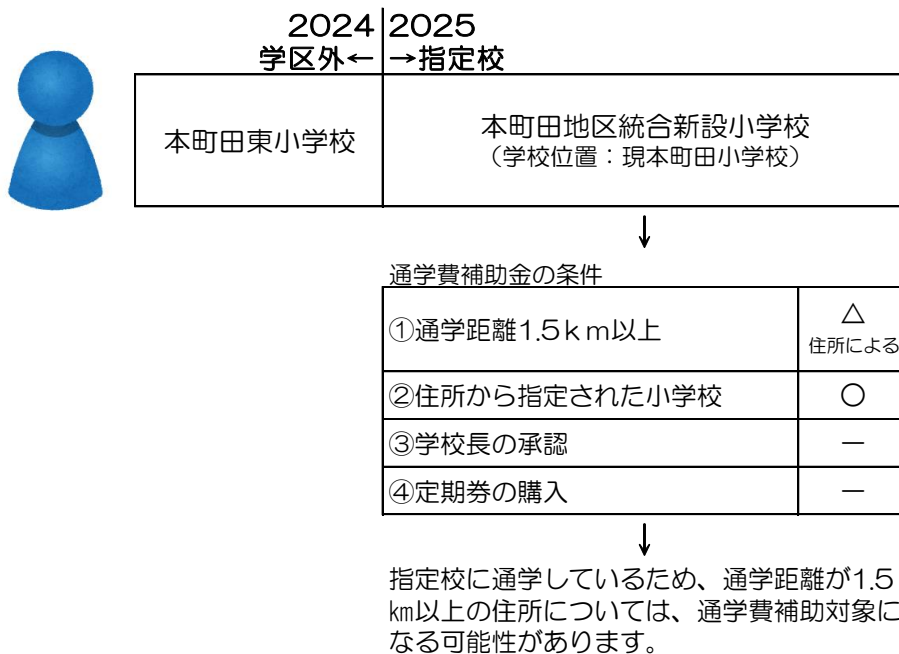 2024 2025
学区外← →指定校
本町田東小学校
本町田地区統合新設小学校
（学校位置：現本町田小学校）
↓
通学費補助金の条件
①通学距離1.5ｋｍ以上
△
住所による
②住所から指定された小学校
〇
③学校長の承認
－
④定期券の購入
－
↓
指定校に通学しているため、通学距離が1.5
㎞以上の住所については、通学費補助対象に
なる可能性があります。